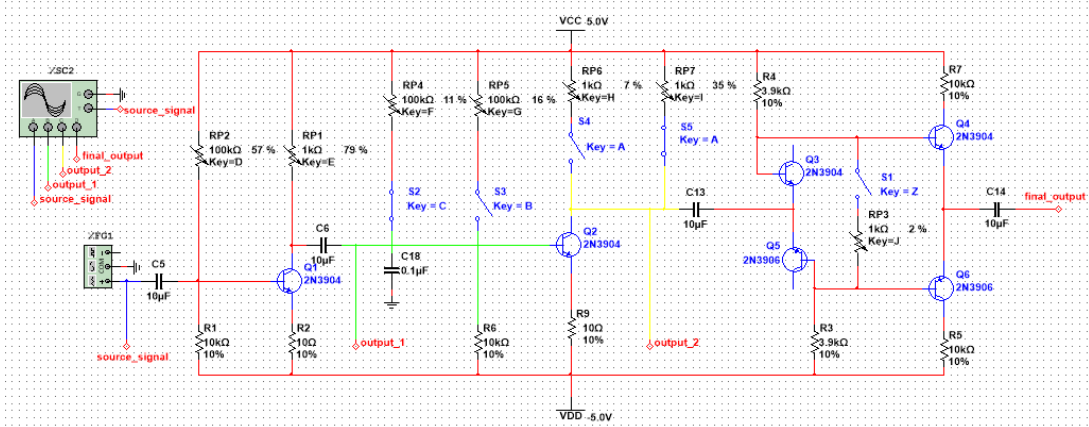 VCC 5.0V
XSC2
source_signal
final_output
output_2
output_1
source_signal
RP2
100kΩ 57 %
Key=D
RP1
1kΩ 79 %
Key=E
RP4
100kΩ 11 %
Key=F
RP5
100kΩ 16 %
Key=G
RP6
1kΩ 7 %
Key=H
RP7
1kΩ 35 %
Key=I
R4
3.9kΩ
10%
R7
10kΩ
10%
S4
Key = A
S5
Key = A
Q4
2N3904
Q3
2N3904
S2
Key = C
S3
Key = B
S1
Key = Z
C13
10µF
C14
10µF
final_output
RP3
1kΩ 2 %
Key=J
XFG1
COM
C5
10µF
C6
10µF
Q1
2N3904
C18
0.1µF
Q2
2N3904
Q5
2N3906
Q6
2N3906
R1
10kΩ
10%
R2
10Ω
10%
R6
10kΩ
10%
R9
10Ω
10%
R3
3.9kΩ
10%
R5
10kΩ
10%
source_signal
output_1
output_2
VDD -5.0V